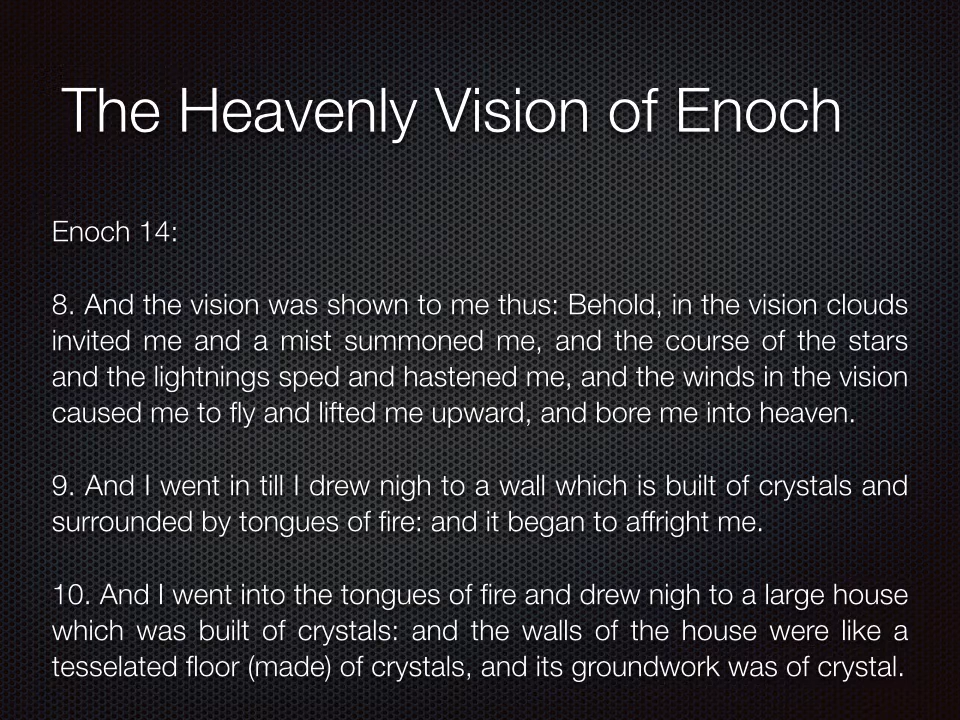 The Heavenly Vision of Enoch
Enoch 14:
8. And the vision was shown to me thus: Behold, in the vision clouds
invited me and a mist summoned me, and the course of the stars
and the lightnings sped and hastened me, and the winds in the vision
caused me to fly and lifted me upward, and bore me into heaven.
9. And I went in till I drew nigh to a wall which is built of crystals and
surrounded by tongues of fire: and it began to affright me.
10. And I went into the tongues of fire and drew nigh to a large house
which was built of crystals: and the walls of the house were like a
tesselated floor (made) of crystals, and its groundwork was of crystal.